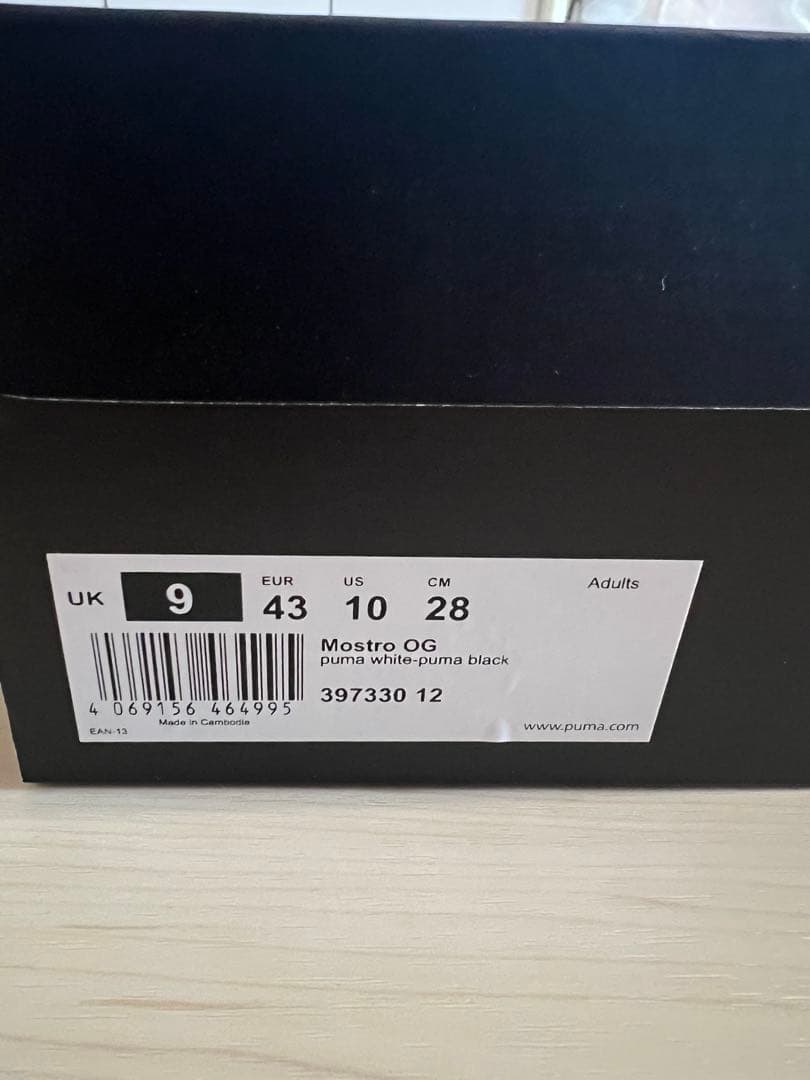 UK 9
EUR US CM Adults
43 10 28
Mostro OG
puma white-puma black
397330 12
4 069156 464995
Made in Cambodia
EAN-13
www.puma.com